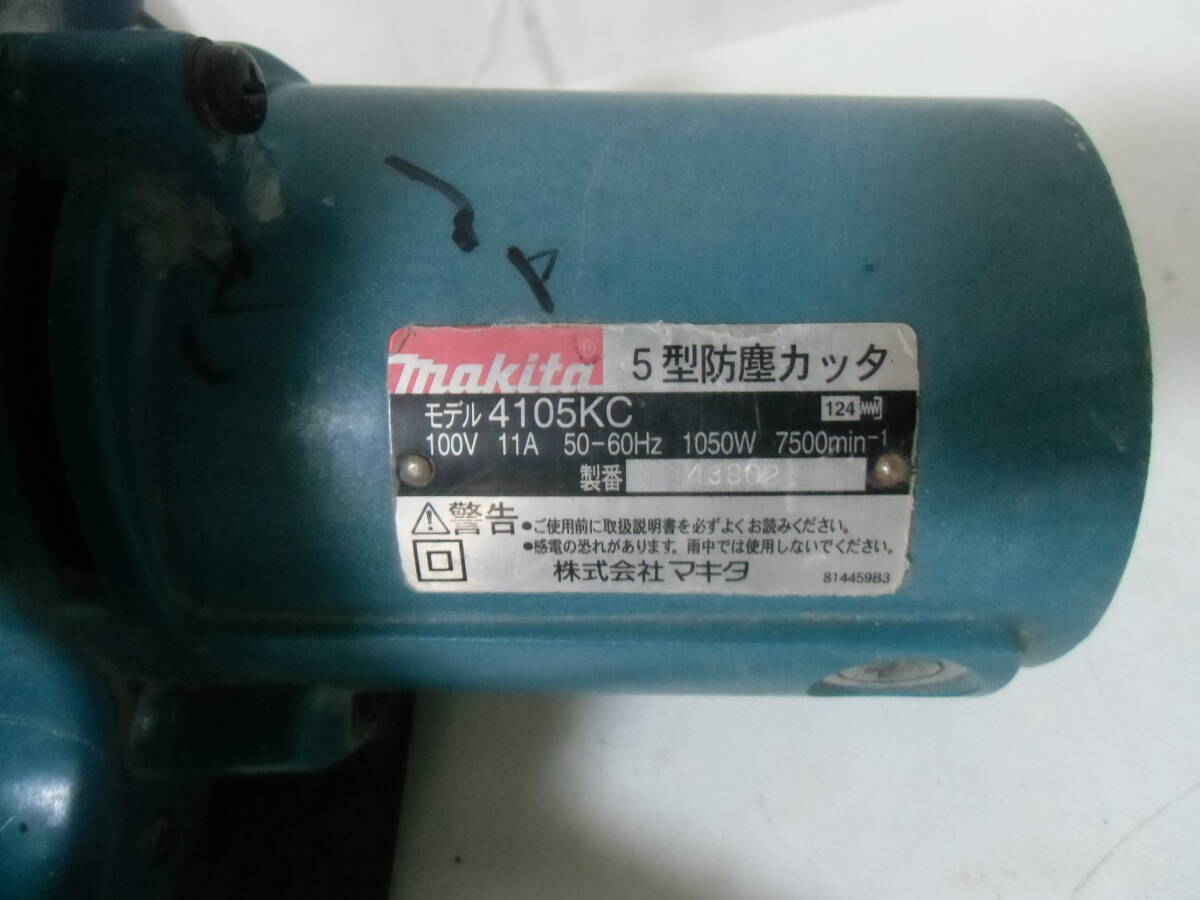 makita®
5型防塵カッタ
モデル 4105KC
124
100V 11A 50-60Hz 1050W 7500min⁻¹
製番 43802
⚠警告
•ご使用前に取扱説明書を必ずよくお読みください。
•感電の恐れがあります。雨中では使用しないでください。
株式会社マキタ
814459B3